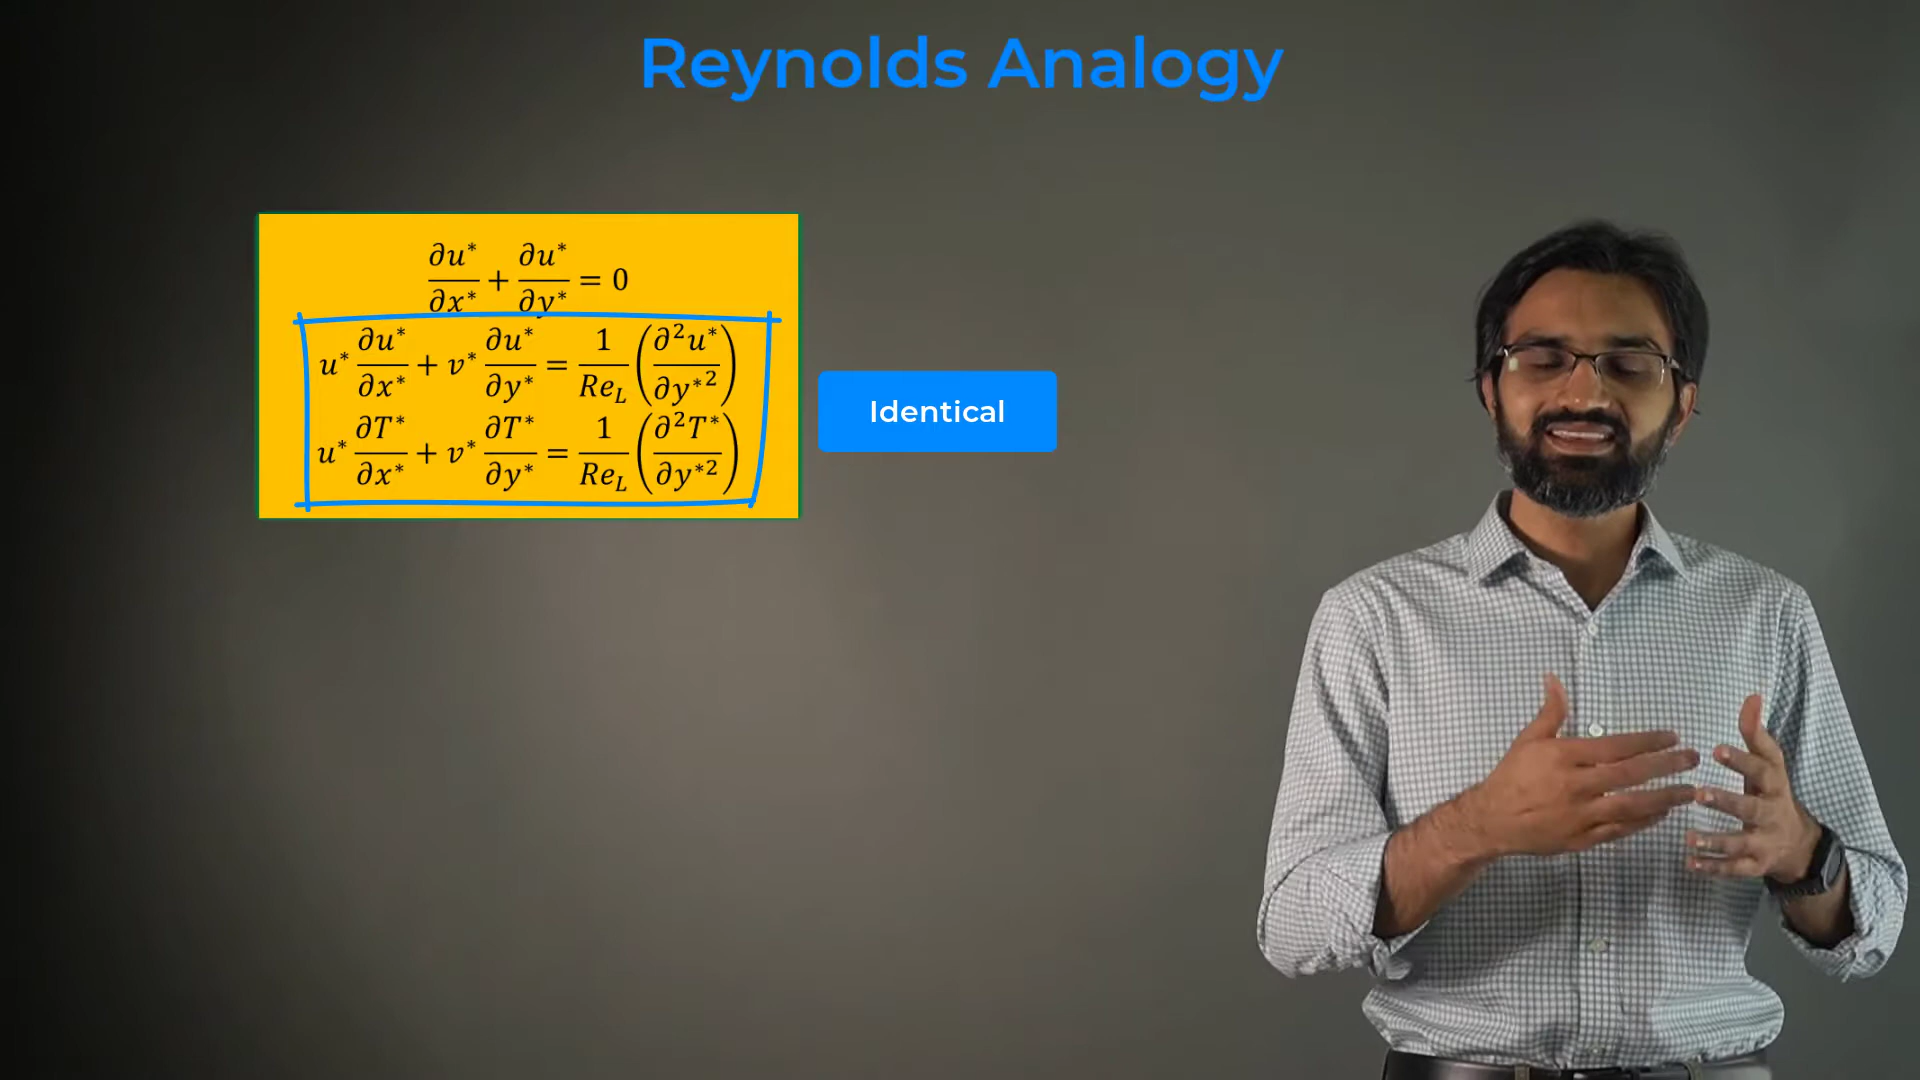 Reynolds Analogy
∂u*/∂x* + ∂u*/∂y* = 0
u* ∂u*/∂x* + v* ∂u*/∂y* = 1/Re_L (∂²u*/∂y*²)
u* ∂T*/∂x* + v* ∂T*/∂y* = 1/Re_L (∂²T*/∂y*²)
Identical